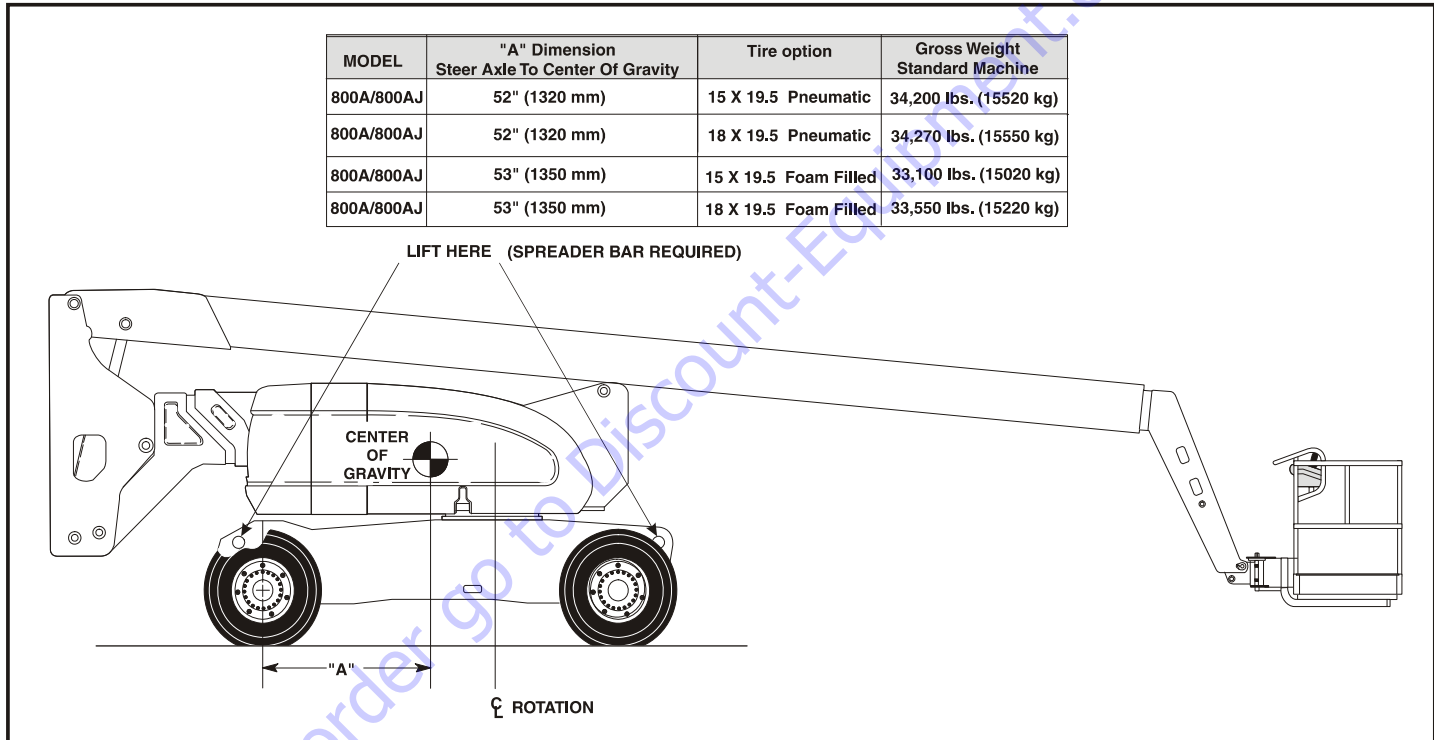 MODEL "A" Dimension Steer Axle To Center Of Gravity Tire option Gross Weight Standard Machine
800A/800AJ 52" (1320 mm) 15 X 19.5 Pneumatic 34,200 lbs. (15520 kg)
800A/800AJ 52" (1320 mm) 18 X 19.5 Pneumatic 34,270 lbs. (15550 kg)
800A/800AJ 53" (1350 mm) 15 X 19.5 Foam Filled 33,100 lbs. (15020 kg)
800A/800AJ 53" (1350 mm) 18 X 19.5 Foam Filled 33,550 lbs. (15220 kg)
LIFT HERE (SPREADER BAR REQUIRED)
CENTER
OF
GRAVITY
"A"
℄ ROTATION
order go to Discount-Equipment.